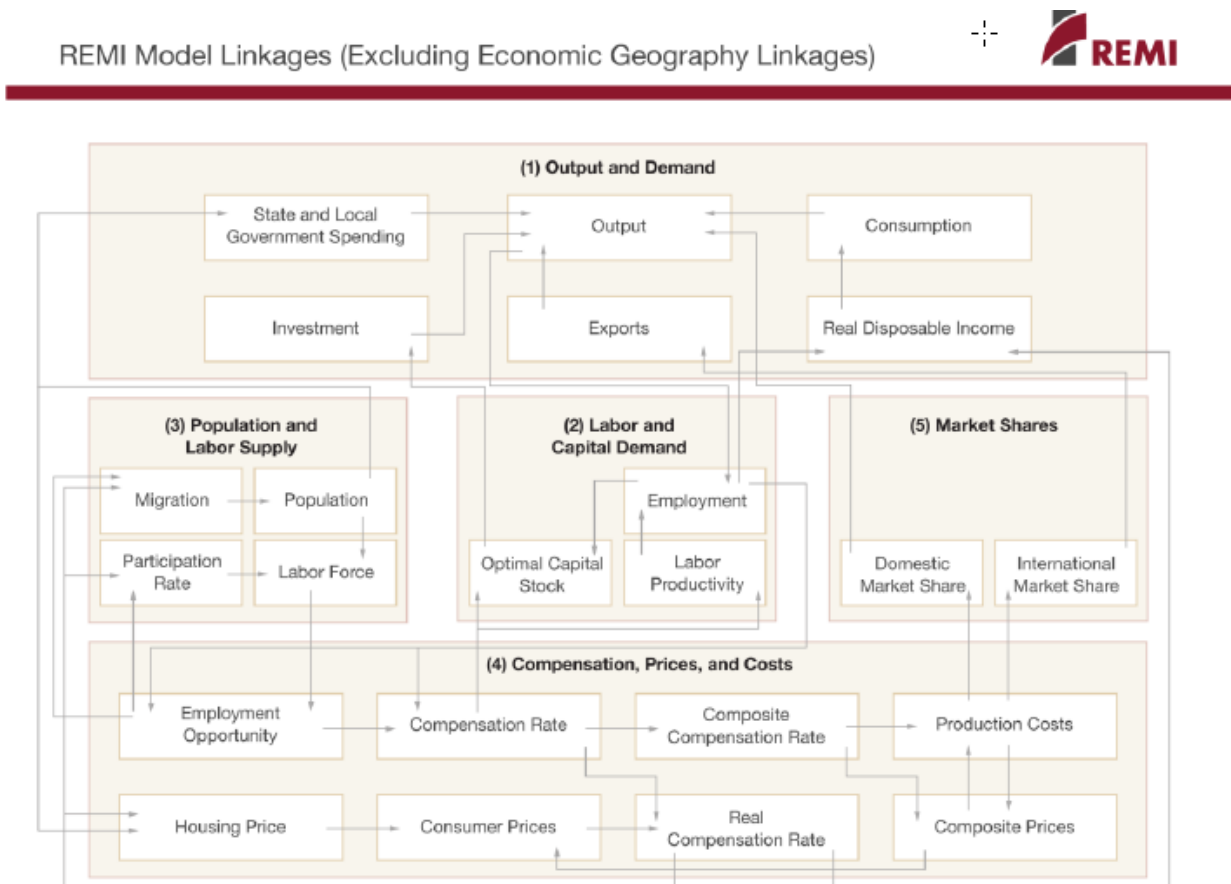 REMI Model Linkages (Excluding Economic Geography Linkages)
REMI
(1) Output and Demand
State and Local
Government Spending
Output
Consumption
Investment
Exports
Real Disposable Income
(3) Population and
Labor Supply
Migration
Population
Participation
Rate
Labor Force
(2) Labor and
Capital Demand
Employment
Optimal Capital
Stock
Labor
Productivity
(5) Market Shares
Domestic
Market Share
International
Market Share
(4) Compensation, Prices, and Costs
Employment
Opportunity
Compensation Rate
Composite
Compensation Rate
Production Costs
Housing Price
Consumer Prices
Real
Compensation Rate
Composite Prices